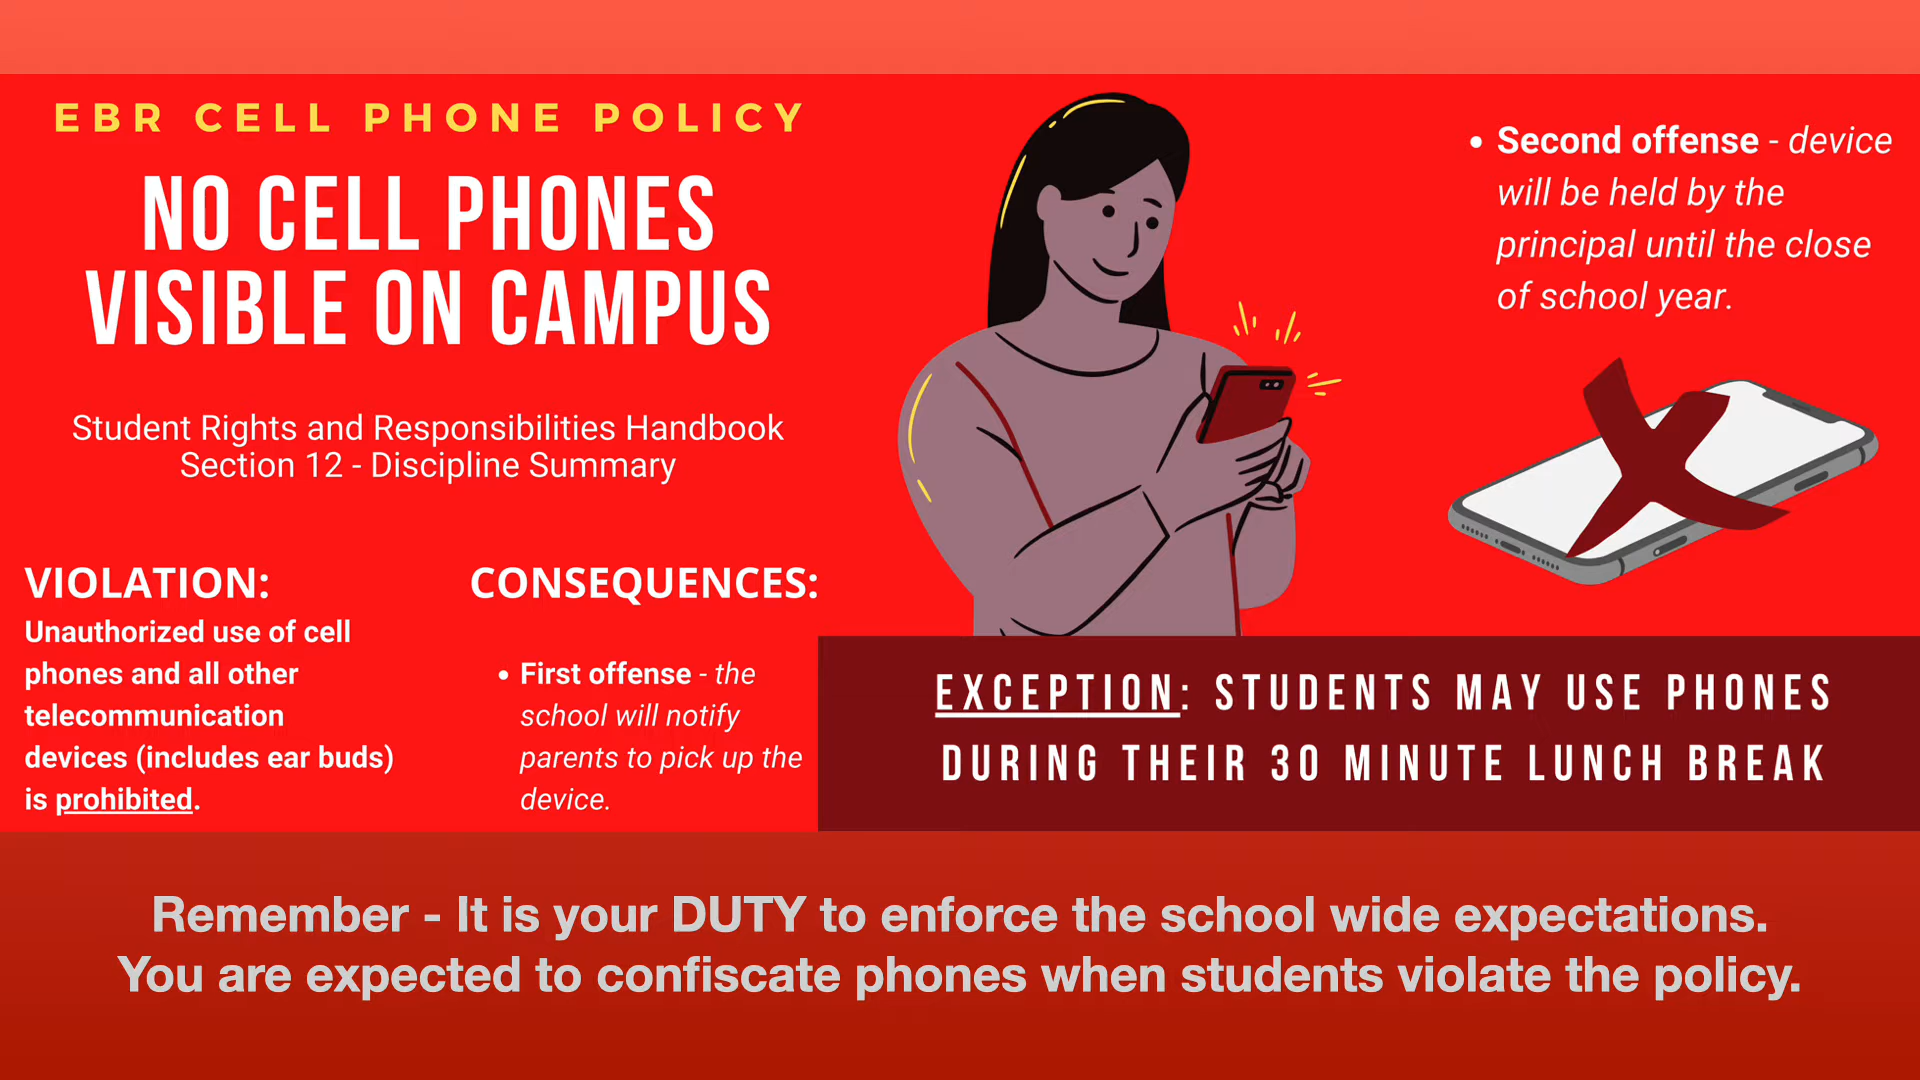 EBR CELL PHONE POLICY
NO CELL PHONES
VISIBLE ON CAMPUS
Student Rights and Responsibilities Handbook
Section 12 - Discipline Summary
VIOLATION:
Unauthorized use of cell
phones and all other
telecommunication
devices (includes ear buds)
is prohibited.
CONSEQUENCES:
• First offense - the
school will notify
parents to pick up the
device.
• Second offense - device
will be held by the
principal until the close
of school year.
EXCEPTION: STUDENTS MAY USE PHONES
DURING THEIR 30 MINUTE LUNCH BREAK
Remember - It is your DUTY to enforce the school wide expectations.
You are expected to confiscate phones when students violate the policy.